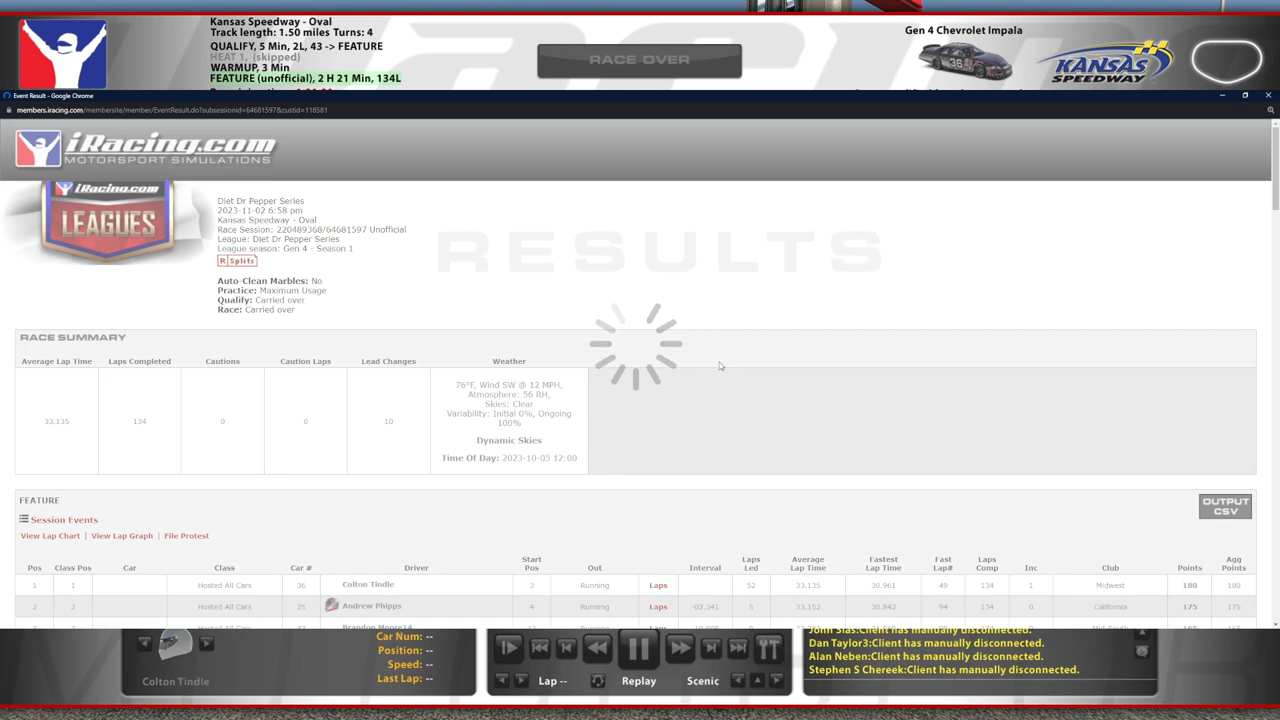 Kansas Speedway - Oval
Track length: 1.50 miles Turns: 4
QUALIFY, 5 Min, 2L, 43 -> FEATURE
HEAT 1, (skipped)
WARMUP, 3 Min
FEATURE (unofficial), 2 H 21 Min, 134L
RACE OVER
Gen 4 Chevrolet Impala
36
KANSAS
SPEEDWAY
Event Result - Google Chrome
members.iracing.com/membersite/member/EventResult.do?subsessionid=64681597&custid=118581
iRacing.com
MOTORSPORT SIMULATIONS
iRacing.com
LEAGUES
Diet Dr Pepper Series
2023-11-02 6:58 pm
Kansas Speedway - Oval
Race Session: 220489368/64681597 Unofficial
League: Diet Dr Pepper Series
League season: Gen 4 - Season 1
R Splits
Auto-Clean Marbles: No
Practice: Maximum Usage
Qualify: Carried over
Race: Carried over
RESULTS
RACE SUMMARY
Average Lap Time Laps Completed Cautions Caution Laps Lead Changes Weather
33.135 134 0 0 10
76°F, Wind SW @ 12 MPH,
Atmosphere: 56 RH,
Skies: Clear
Variability: Initial 0%, Ongoing
100%
Dynamic Skies
Time Of Day: 2023-10-05 12:00
FEATURE
OUTPUT
CSV
Session Events
View Lap Chart | View Lap Graph | File Protest
Pos Class Pos Car Class Car # Driver Start Pos Out Interval Laps Led Average Lap Time Fastest Lap Time Fast Lap# Laps Comp Inc Club Points Agg Points
1 1 Hosted All Cars 36 Colton Tindle 3 Running Laps 52 33.135 30.961 49 134 1 Midwest 180 180
2 2 Hosted All Cars 25 Andrew Phipps 4 Running Laps -02.341 5 33.152 30.842 94 134 0 California 175 175
Brandon Moore14
Colton Tindle
Car Num: --
Position: --
Speed: --
Last Lap: --
Lap --
Replay
Scenic
John Slas:Client has manually disconnected.
Dan Taylor3:Client has manually disconnected.
Alan Neben:Client has manually disconnected.
Stephen S Chereek:Client has manually disconnected.